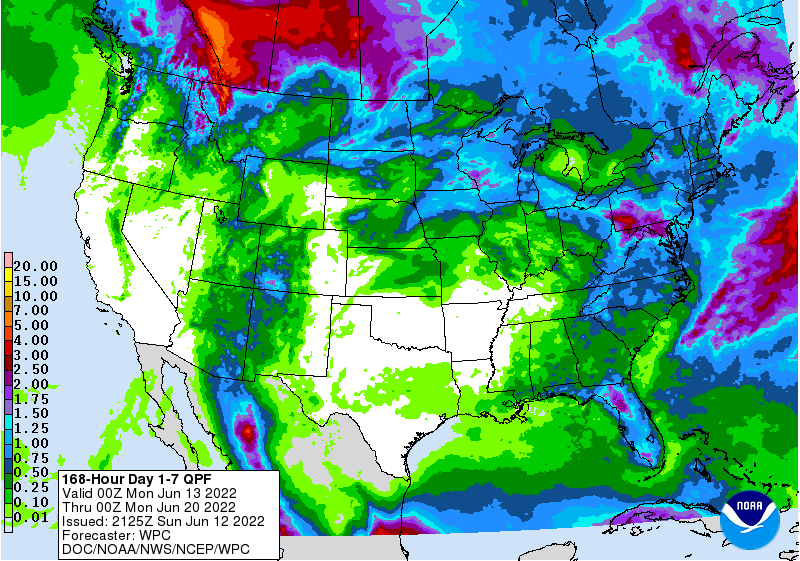 20.00
15.00
10.00
7.00
5.00
4.00
3.00
2.50
2.00
1.75
1.50
1.25
1.00
0.75
0.50
0.25
0.10
0.01
168-Hour Day 1-7 QPF
Valid 00Z Mon Jun 13 2022
Thru 00Z Mon Jun 20 2022
Issued: 2125Z Sun Jun 12 2022
Forecaster: WPC
DOC/NOAA/NWS/NCEP/WPC
NOAA